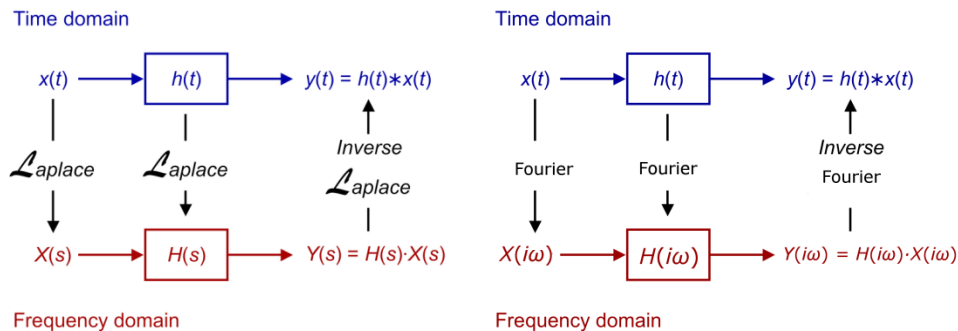 Time domain
x(t) h(t) y(t) = h(t)∗x(t)
Inverse
ℒaplace ℒaplace ℒaplace
X(s) H(s) Y(s) = H(s)·X(s)
Frequency domain
Time domain
x(t) h(t) y(t) = h(t)∗x(t)
Inverse
Fourier Fourier Fourier
X(iω) H(iω) Y(iω) = H(iω)·X(iω)
Frequency domain